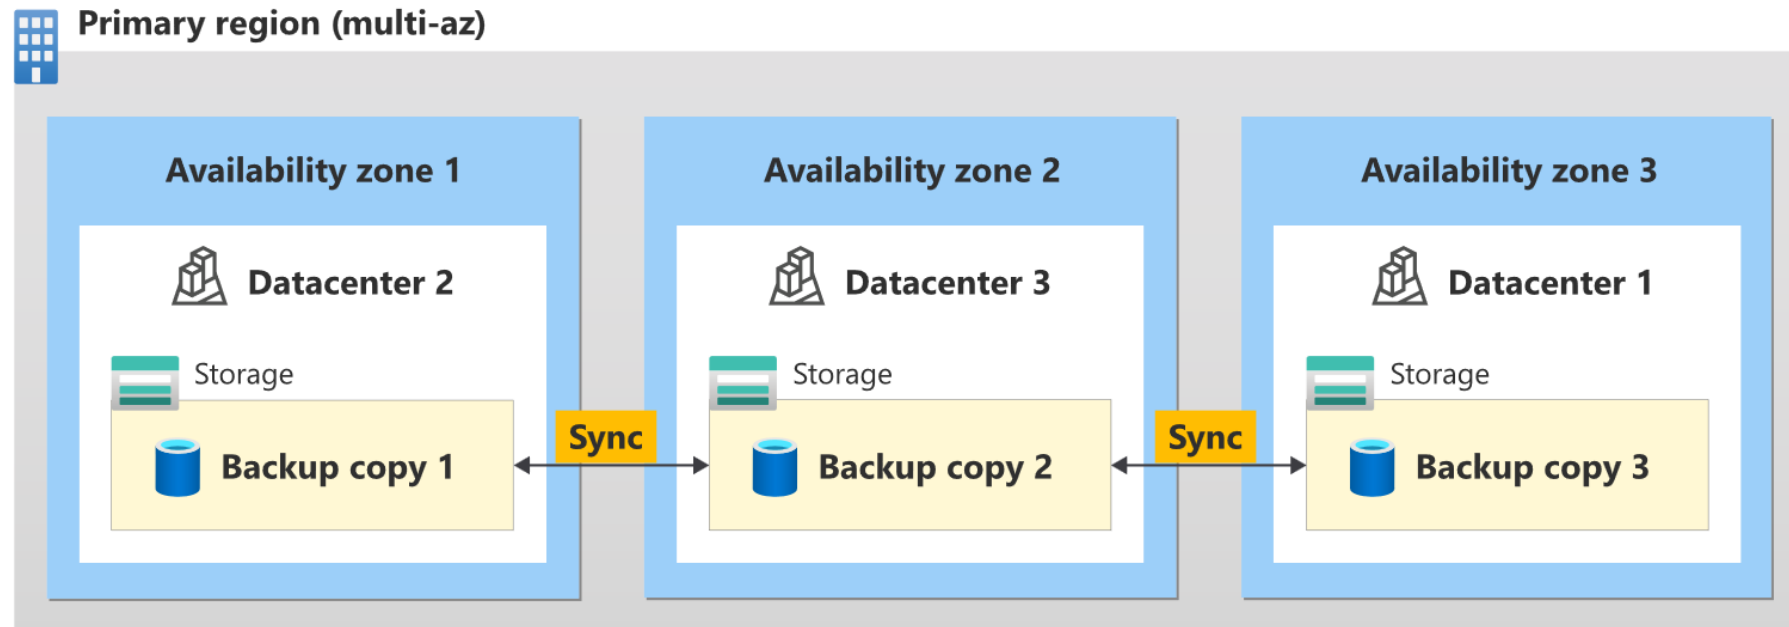 Primary region (multi-az)
Availability zone 1
Availability zone 2
Availability zone 3
Datacenter 2
Datacenter 3
Datacenter 1
Storage
Storage
Storage
Sync
Sync
Backup copy 1
Backup copy 2
Backup copy 3